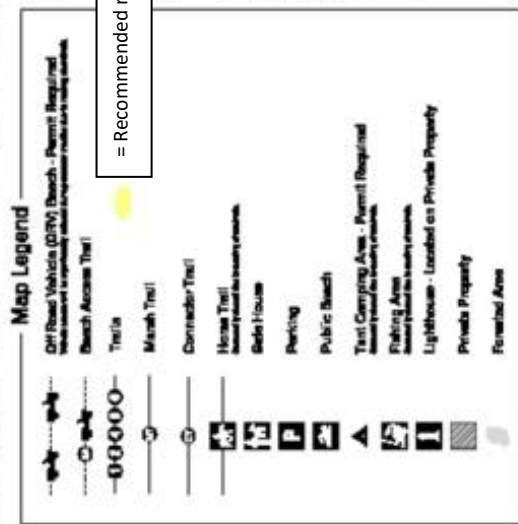 Map Legend
Off Road Vehicle (ORV) Beach - Permit Required
Beach Access Trail
Trails
Marsh Trail
Contractor Trail
Horse Trail
Gate House
Parking
P
Public Beach
Tent Camping Area - Permit Required
Fishing Area
Lighthouse - Located on Private Property
Private Property
Forested Area
= Recommended